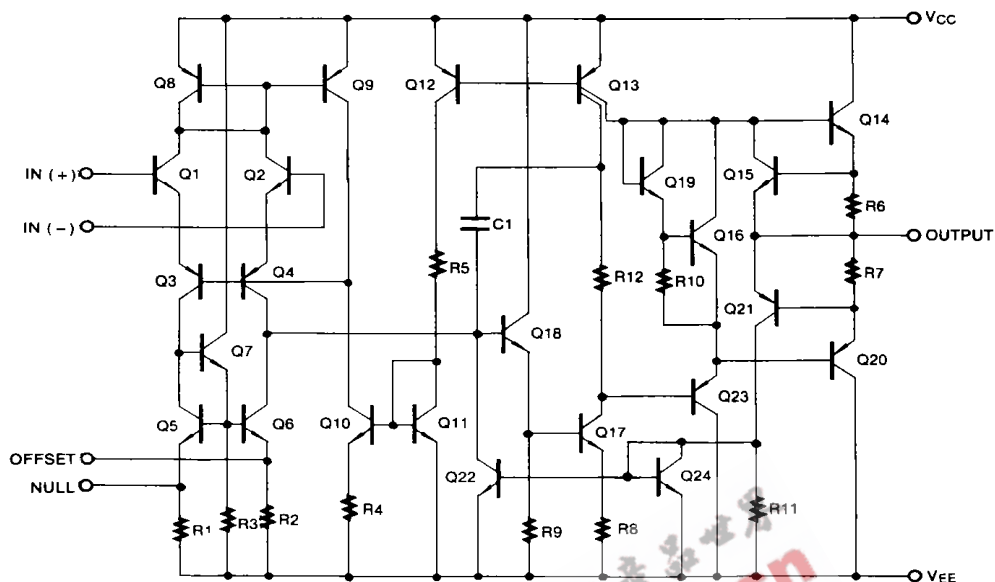 VCC
Q8
Q9
Q12
Q13
Q14
IN (+)
Q1
Q2
Q19
Q15
R6
IN (-)
C1
Q16
OUTPUT
Q3
Q4
R5
R12
R10
R7
Q21
Q7
Q18
Q20
Q23
Q5
Q6
Q10
Q11
Q17
OFFSET
NULL
Q22
Q24
R1
R3
R2
R4
R9
R8
R11
VEE